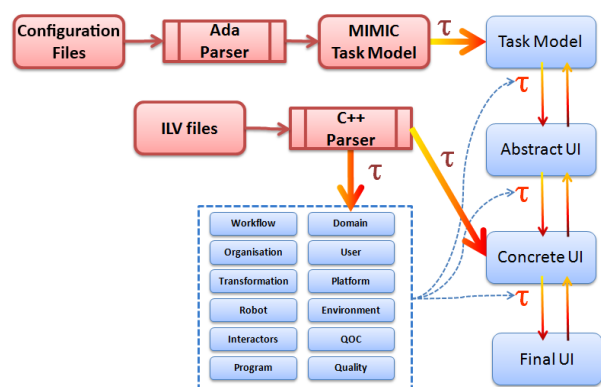 Configuration
Files
Ada
Parser
MIMIC
Task Model
τ
Task Model
τ
ILV files
C++
Parser
τ
τ
Abstract UI
τ
Workflow
Domain
Organisation
User
Transformation
Platform
Robot
Environment
Interactors
QOC
Program
Quality
Concrete UI
τ
Final UI